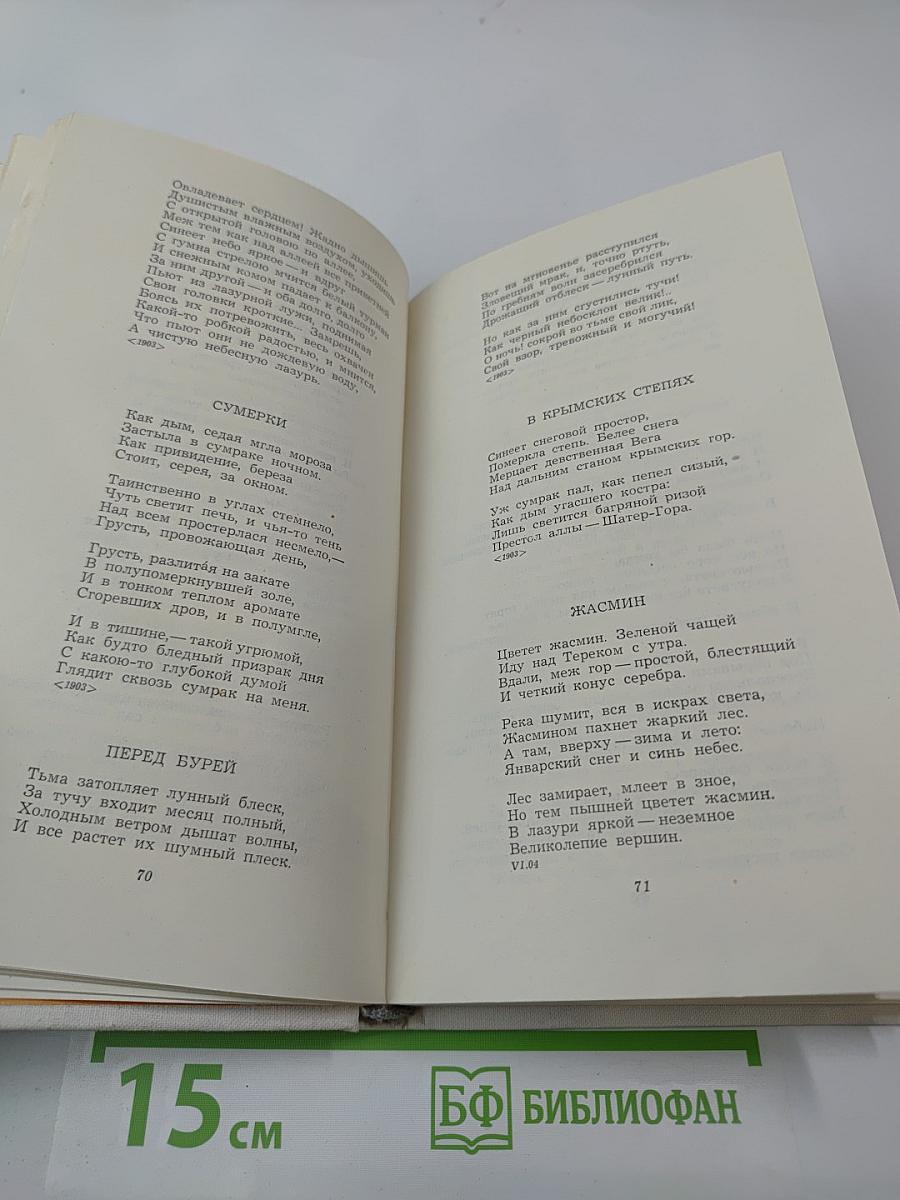 Овладевает сердцем! Жадно дышишь
Душистым влажным воздухом, уходишь
С открытой головою по аллее,
Меж тем как над аллеей все приметней
Синеет небо яркое — и вдруг
С гумна стрелою мчится белый турман
И снежным комом падает к балкону,
За ним другой — и оба долго, долго
Пьют из лазурной лужи, поднимая
Свои головки кроткие... Замрешь,
Боясь их потревожить, весь охвачен
Какой-то робкой радостью, и мнится,
Что пьют они не дождевую воду,
А чистую небесную лазурь.
<1903>
СУМЕРКИ
Как дым, седая мгла мороза
Застыла в сумраке ночном.
Как привидение, береза
Стоит, серея, за окном.
Таинственно в углах стемнело,
Чуть светит печь, и чья-то тень
Над всем простерлася несмело,—
Грусть, провожающая день,
Грусть, разлита́я на закате
В полупомеркнувшей золе,
И в тонком теплом аромате
Сгоревших дров, и в полумгле,
И в тишине,— такой угрюмой,
Как будто бледный призрак дня
С какою-то глубокой думой
Глядит сквозь сумрак на меня.
<1903>
ПЕРЕД БУРЕЙ
Тьма затопляет лунный блеск,
За тучу входит месяц полный,
Холодным ветром дышат волны,
И все растет их шумный плеск.
70
Вот на мгновенье расступился
Зловещий мрак, и, точно ртуть,
По гребням волн засеребрился
Дрожащий отблеск — лунный путь.
Но как за ним сгустились тучи!
Как черный небосклон велик!..
О ночь! сокрой во тьме свой лик,
Свой взор, тревожный и могучий!
<1903>
В КРЫМСКИХ СТЕПЯХ
Синеет снеговой простор,
Померкла степь. Белее снега
Мерцает девственная Вега
Над дальним станом крымских гор.
Уж сумрак пал, как пепел сизый,
Как дым угасшего костра:
Лишь светится багряной ризой
Престол аллы — Шатер-Гора.
<1903>
ЖАСМИН
Цветет жасмин. Зеленой чащей
Иду над Тереком с утра.
Вдали, меж гор — простой, блестящий
И четкий конус серебра.
Река шумит, вся в искрах света,
Жасмином пахнет жаркий лес.
А там, вверху — зима и лето:
Январский снег и синь небес.
Лес замирает, млеет в зное,
Но тем пышней цветет жасмин.
В лазури яркой — неземное
Великолепие вершин.
VI.04
71
15 см
БФ БИБЛИОФАН